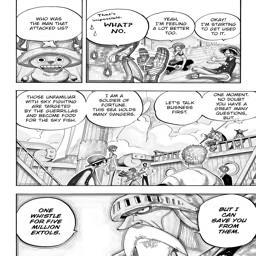 OKAY!
I'M STARTING
TO GET
USED TO IT.
YEAH,
I'M FEELING
A LOT
BETTER
TOO.
WHAT?
NO.
That's
impossible.
WHO WAS
THE MAN
THAT
ATTACKED US?
ONE
MOMENT.
NO DOUBT
YOU HAVE
A GREAT
MANY
QUESTIONS,
BUT...
LET'S TALK
BUSINESS
FIRST.
I AM A
SOLDIER OF
FORTUNE.
THIS SEA HOLDS
MANY DANGERS.
THOSE UNFAMILIAR
WITH SKY FIGHTING
ARE TARGETED
BY THE
GUERRILLAS AND
BECOME FOOD
FOR THE
SKY FISH.
BUT I
CAN
SAVE YOU
FROM
THEM.
ONE
WHISTLE
FOR FIVE
MILLION
EXTOLS.